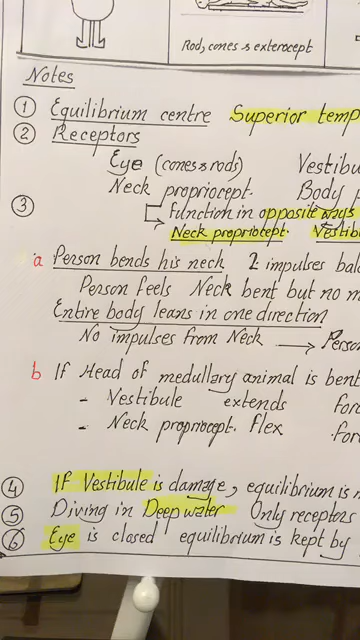 Rod, cones & exterocept
Notes
① Equilibrium centre Superior temp
② Receptors
Eye (cones & rods) Vestibu
Neck propriocept. Body p
③
Function in opposite ways
Neck propriocept. Vestib
a Person bends his neck 2 impulses bal
Person feels Neck bent but no m
Entire body leans in one direction
No impulses from Neck → Perso
b If Head of medullary animal is bent
- Vestibule extends for
- Neck propriocept. flex for
④ If Vestibule is damage, equilibrium is m
⑤ Diving in Deep water Only receptors
⑥ Eye is closed equilibrium is kept by